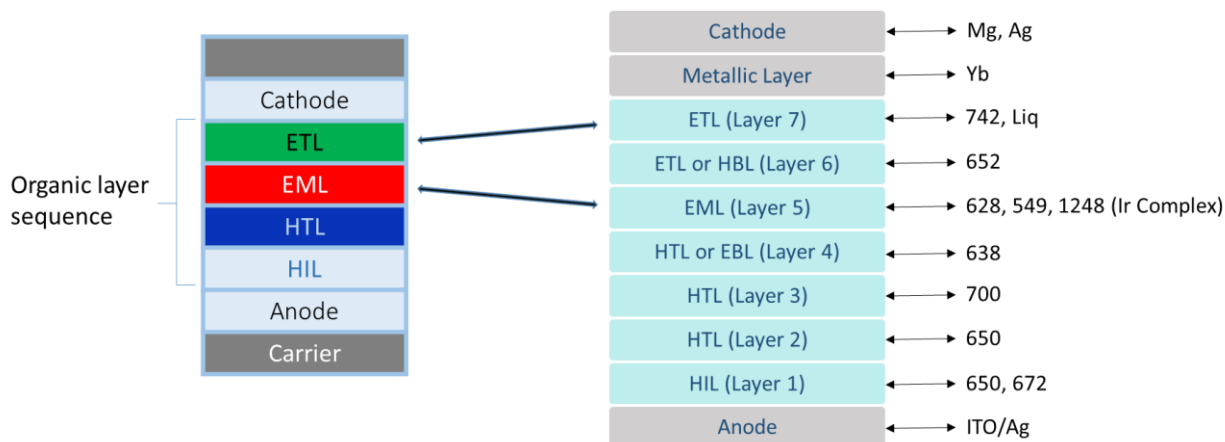 Organic layer
sequence
Cathode
ETL
EML
HTL
HIL
Anode
Carrier
Cathode
Mg, Ag
Metallic Layer
Yb
ETL (Layer 7)
742, Liq
ETL or HBL (Layer 6)
652
EML (Layer 5)
628, 549, 1248 (Ir Complex)
HTL or EBL (Layer 4)
638
HTL (Layer 3)
700
HTL (Layer 2)
650
HIL (Layer 1)
650, 672
Anode
ITO/Ag